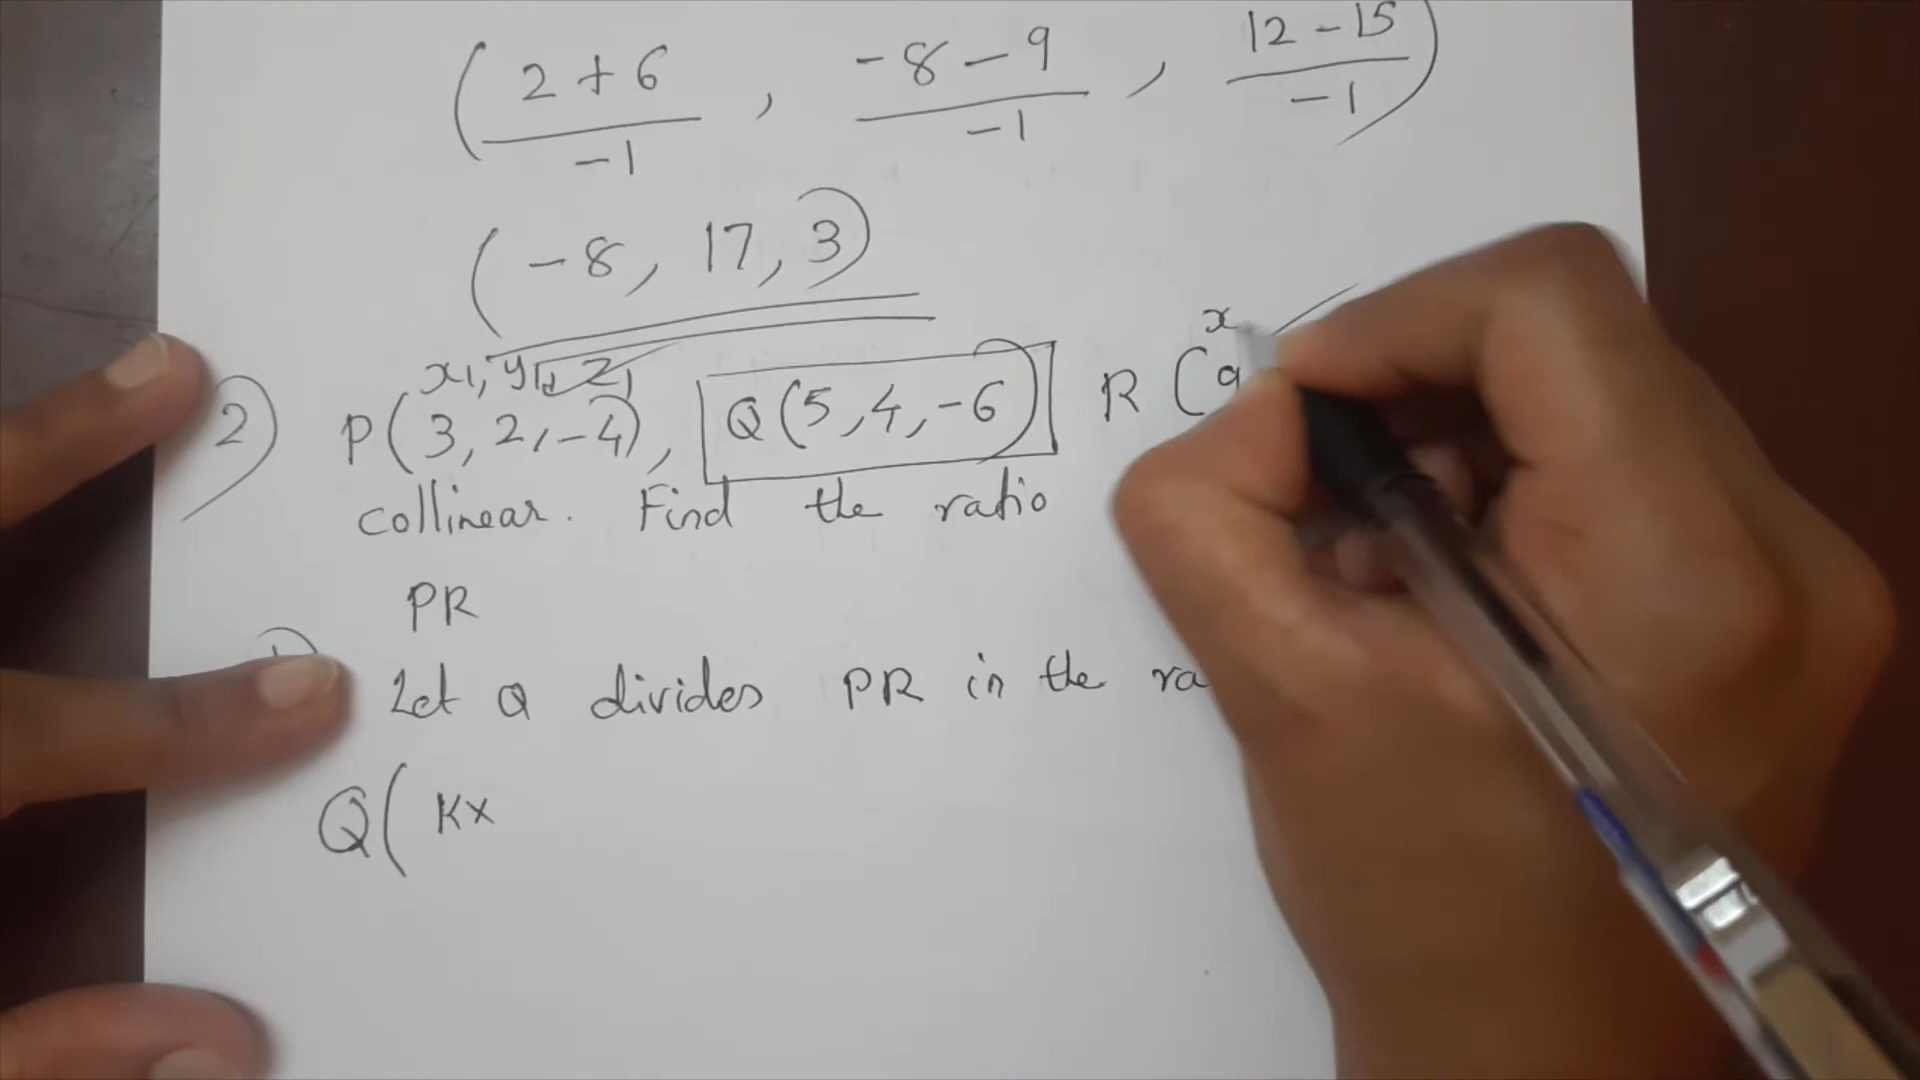 ( 2 + 6 / -1 , -8 - 9 / -1 , 12 - 15 / -1 )
( -8, 17, 3 )
x1, y1, z1 x
2) P( 3, 2, -4), Q(5, 4, -6) R (9
collinear. Find the ratio
PR
Let Q divides PR in the ra
Q( Kx